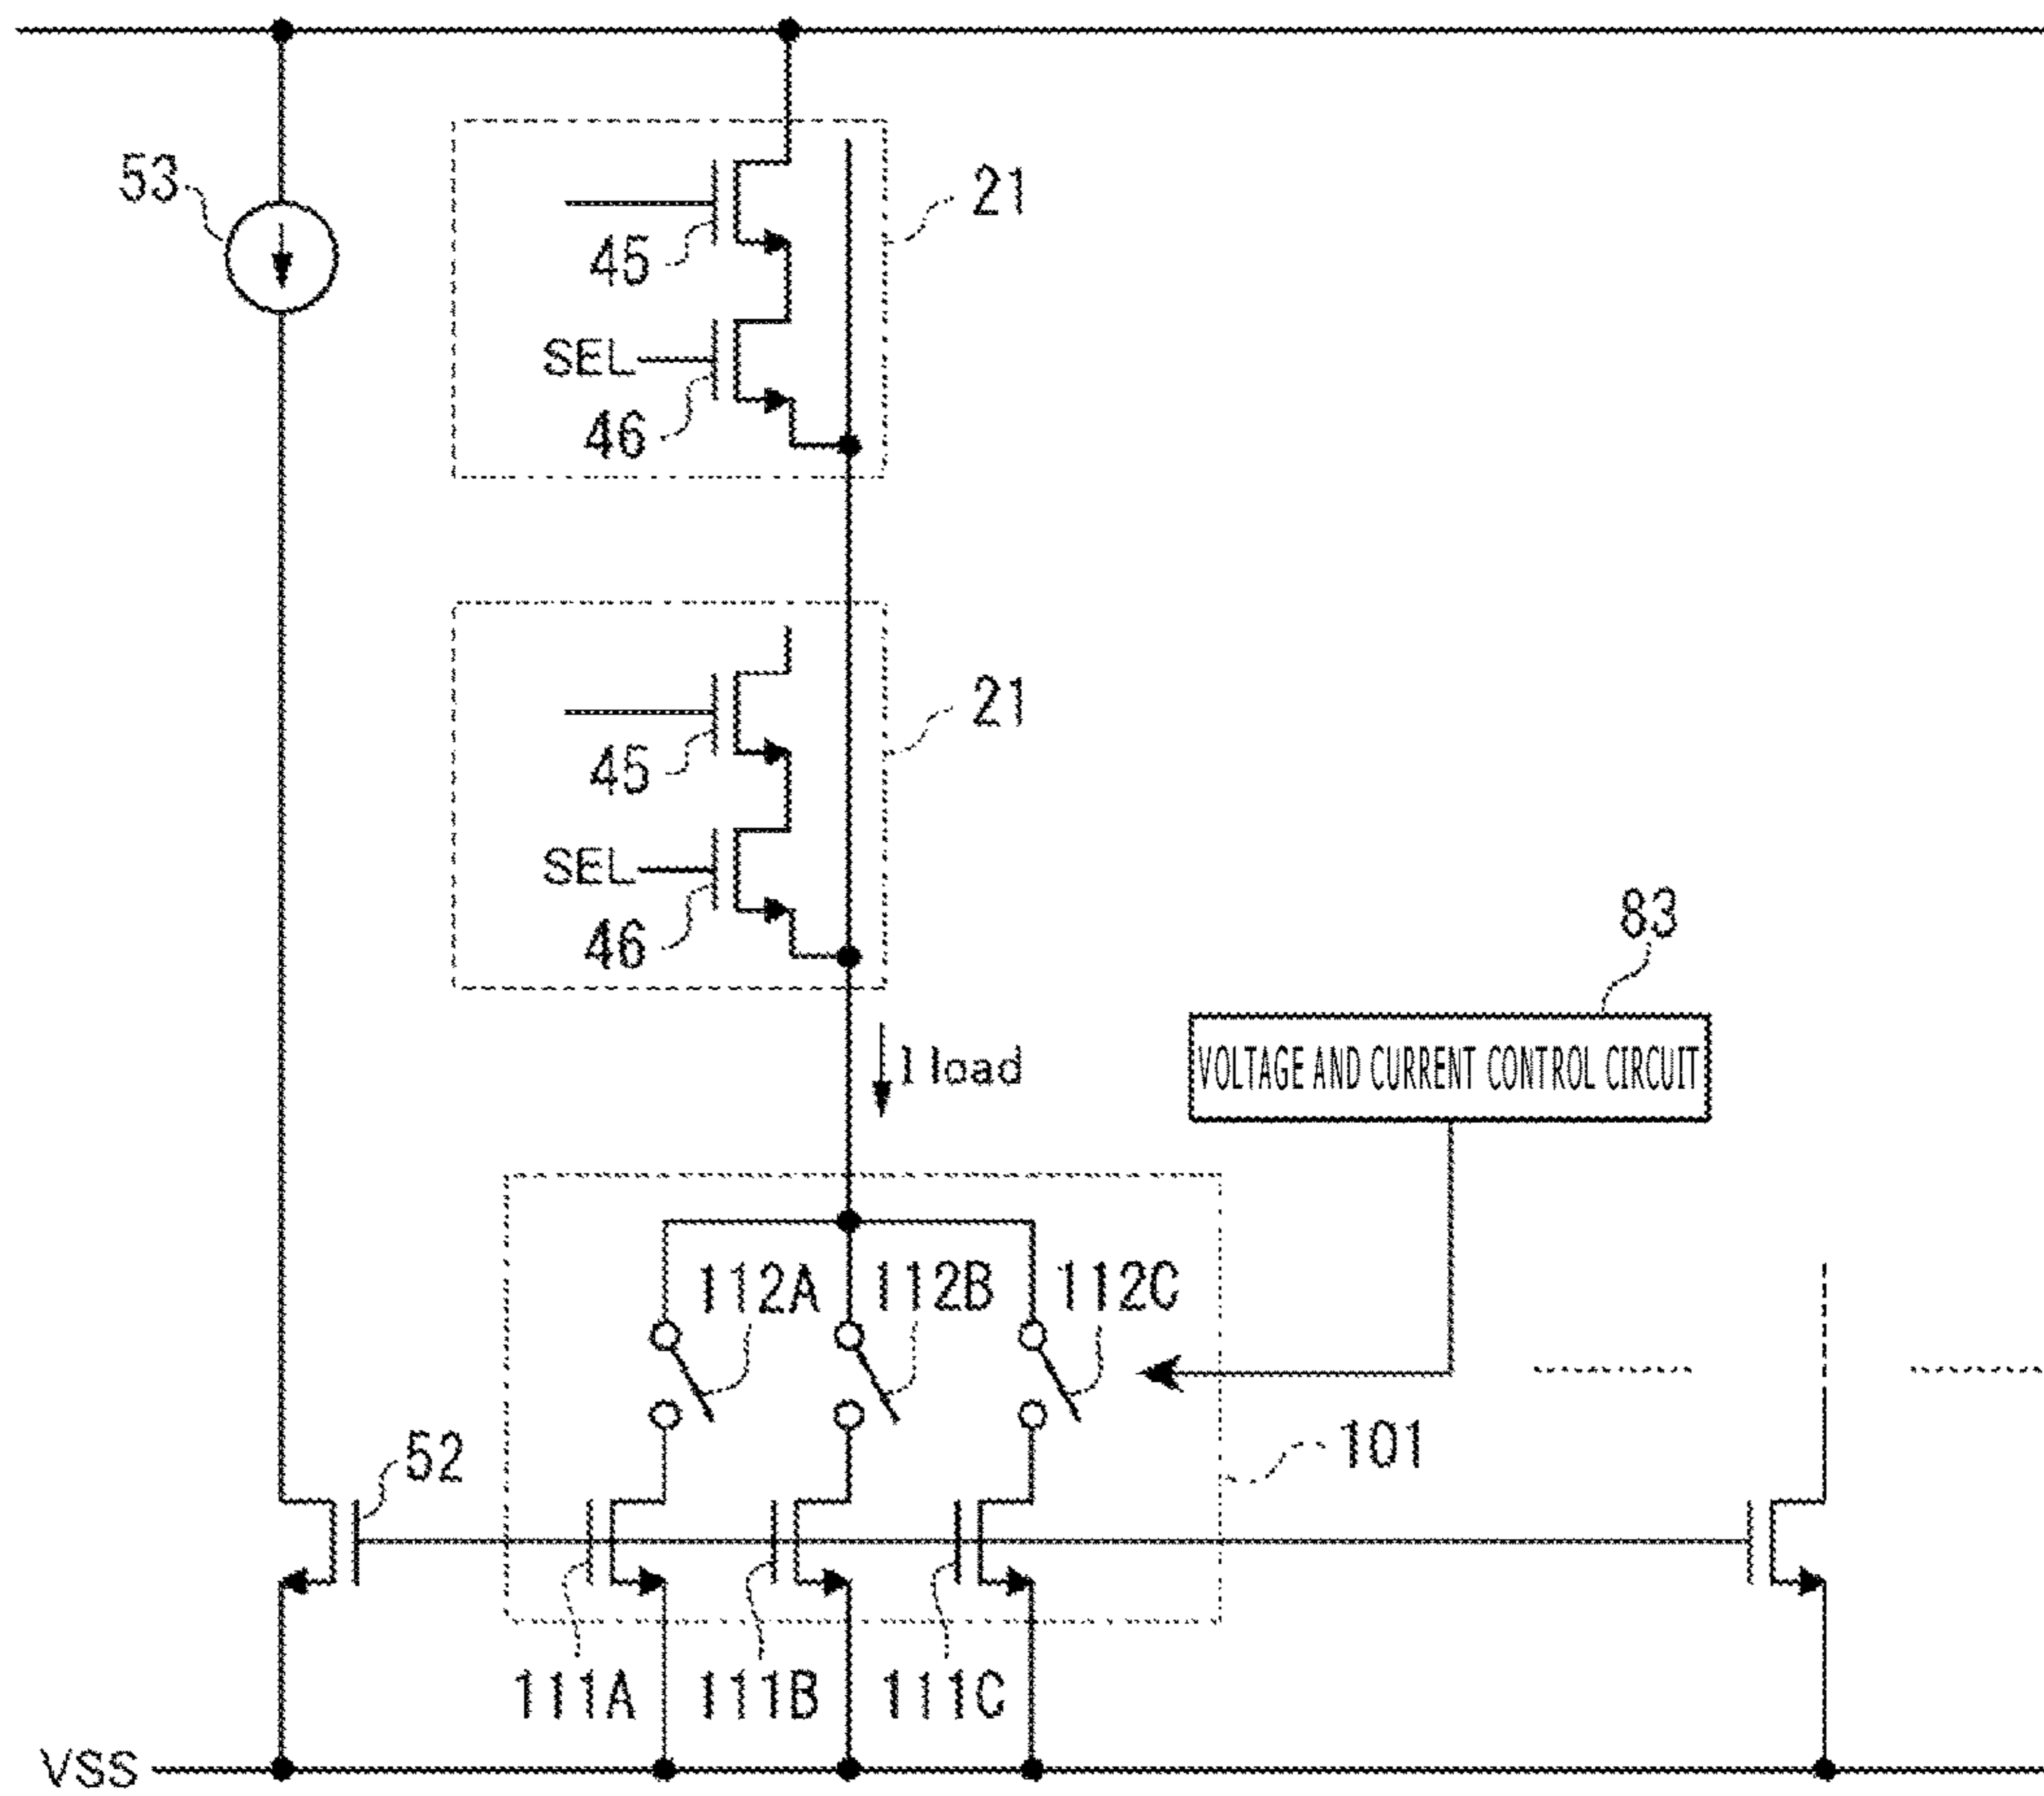 53
21
45
SEL
46
21
45
SEL
46
83
I load
VOLTAGE AND CURRENT CONTROL CIRCUIT
112A
112B
112C
52
101
111A
111B
111C
VSS